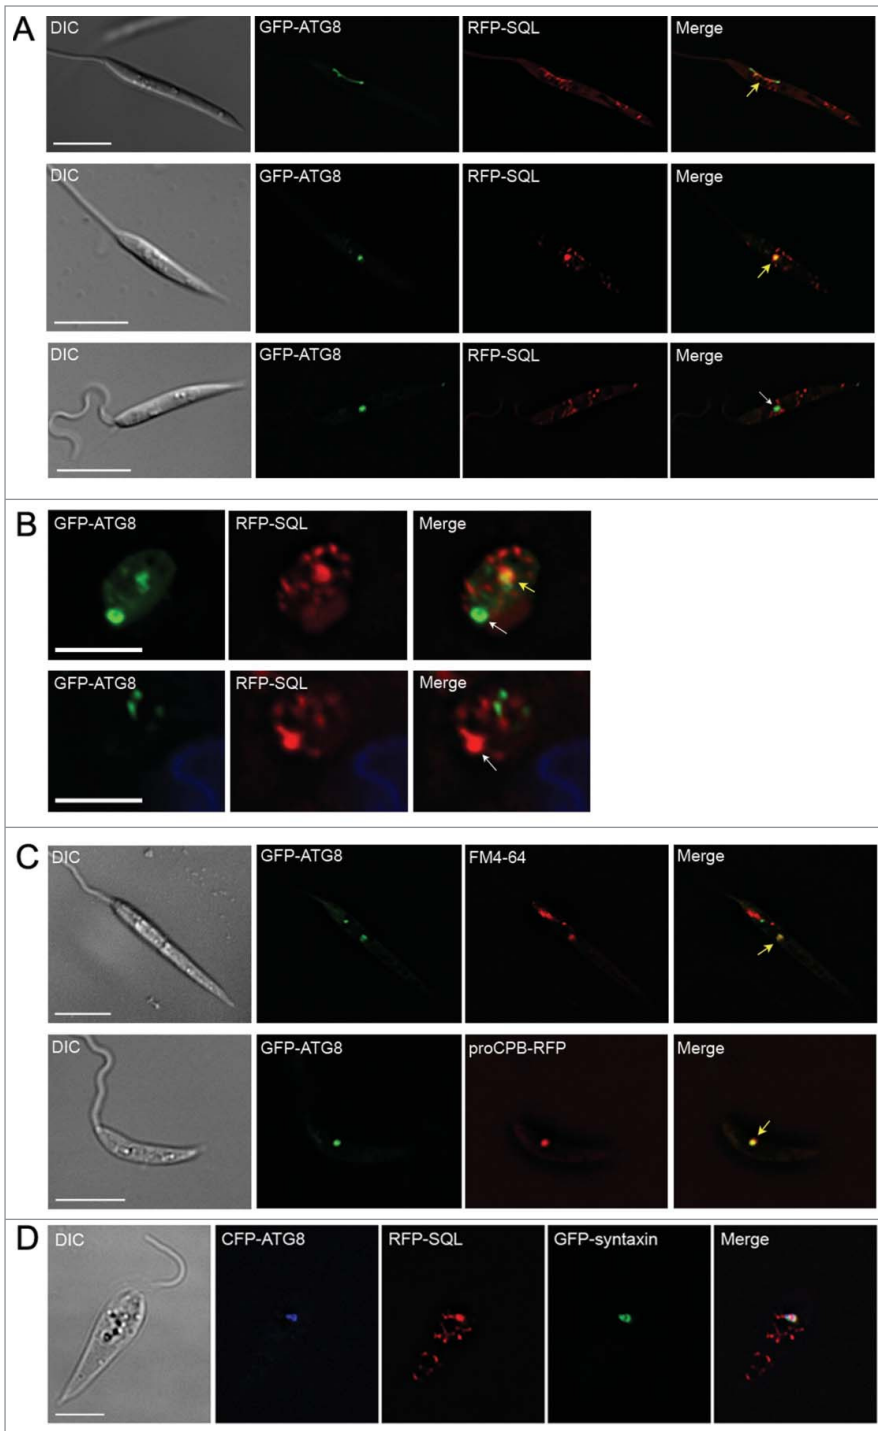 A
DIC GFP-ATG8 RFP-SQL Merge
DIC GFP-ATG8 RFP-SQL Merge
DIC GFP-ATG8 RFP-SQL Merge
B
GFP-ATG8 RFP-SQL Merge
GFP-ATG8 RFP-SQL Merge
C
DIC GFP-ATG8 FM4-64 Merge
DIC GFP-ATG8 proCPB-RFP Merge
D
DIC CFP-ATG8 RFP-SQL GFP-syntaxin Merge